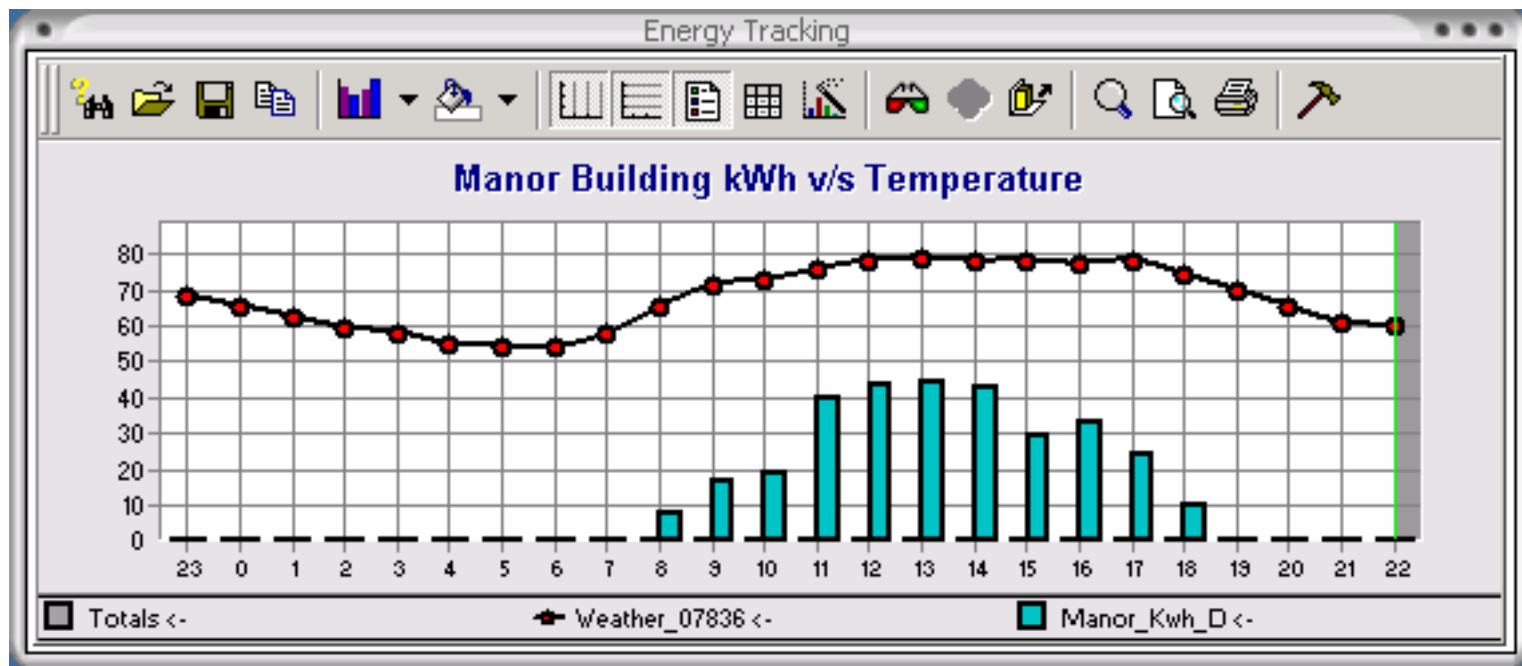 Energy Tracking
Manor Building kWh v/s Temperature
80
70
60
50
40
30
20
10
0
23 0 1 2 3 4 5 6 7 8 9 10 11 12 13 14 15 16 17 18 19 20 21 22
Totals <- Weather_07836 <- Manor_Kwh_D <-